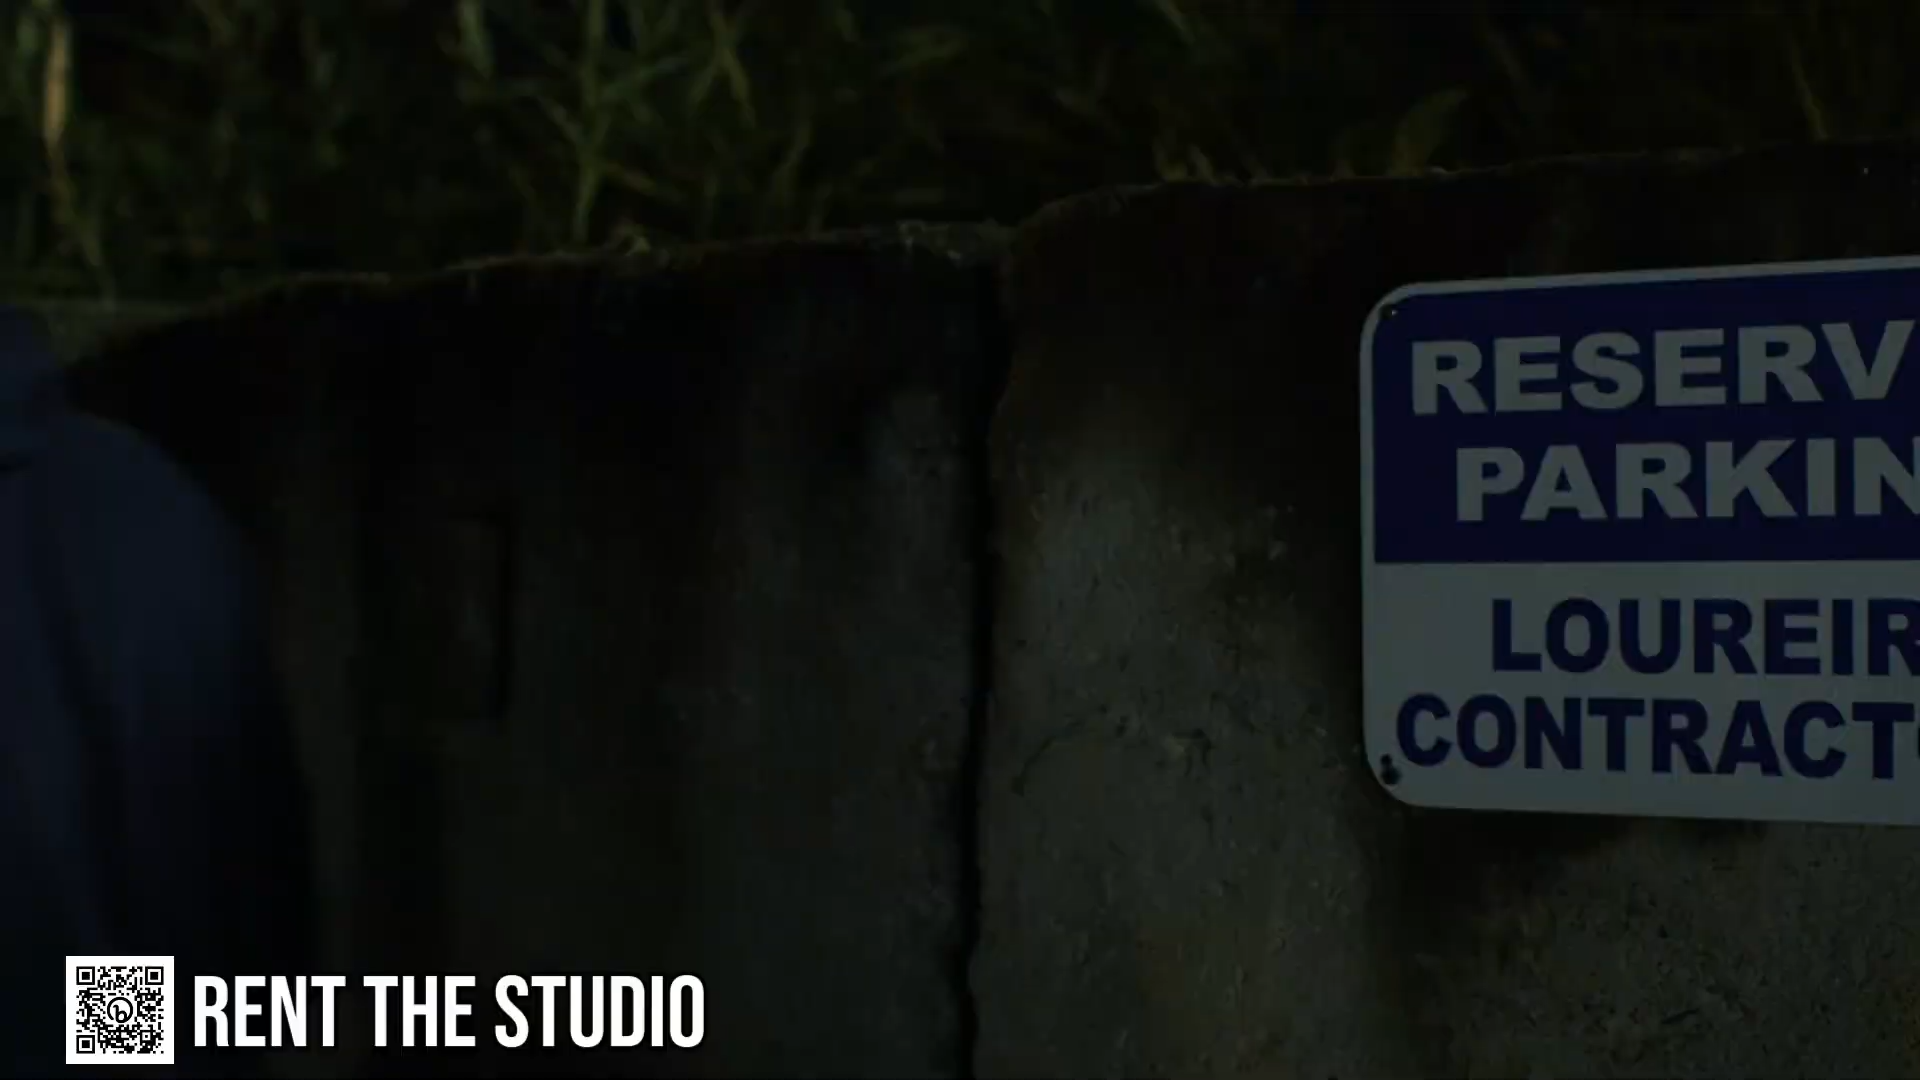 RESERV
PARKIN
LOUREIR
CONTRACT
RENT THE STUDIO